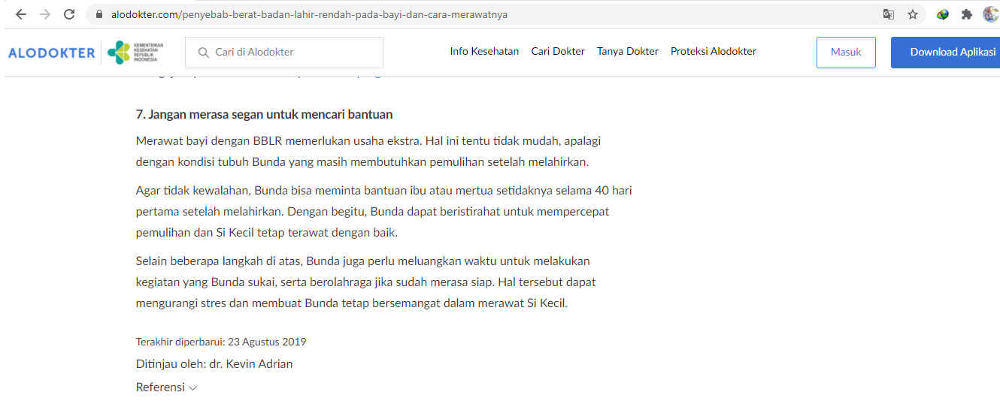 alodokter.com/penyebab-berat-badan-lahir-rendah-pada-bayi-dan-cara-merawatnya
ALODOKTER
KEMENTERIAN
KESEHATAN
REPUBLIK
INDONESIA
Cari di Alodokter
Info Kesehatan Cari Dokter Tanya Dokter Proteksi Alodokter
Masuk
Download Aplikasi
7. Jangan merasa segan untuk mencari bantuan
Merawat bayi dengan BBLR memerlukan usaha ekstra. Hal ini tentu tidak mudah, apalagi
dengan kondisi tubuh Bunda yang masih membutuhkan pemulihan setelah melahirkan.
Agar tidak kewalahan, Bunda bisa meminta bantuan ibu atau mertua setidaknya selama 40 hari
pertama setelah melahirkan. Dengan begitu, Bunda dapat beristirahat untuk mempercepat
pemulihan dan Si Kecil tetap terawat dengan baik.
Selain beberapa langkah di atas, Bunda juga perlu meluangkan waktu untuk melakukan
kegiatan yang Bunda sukai, serta berolahraga jika sudah merasa siap. Hal tersebut dapat
mengurangi stres dan membuat Bunda tetap bersemangat dalam merawat Si Kecil.
Terakhir diperbarui: 23 Agustus 2019
Ditinjau oleh: dr. Kevin Adrian
Referensi